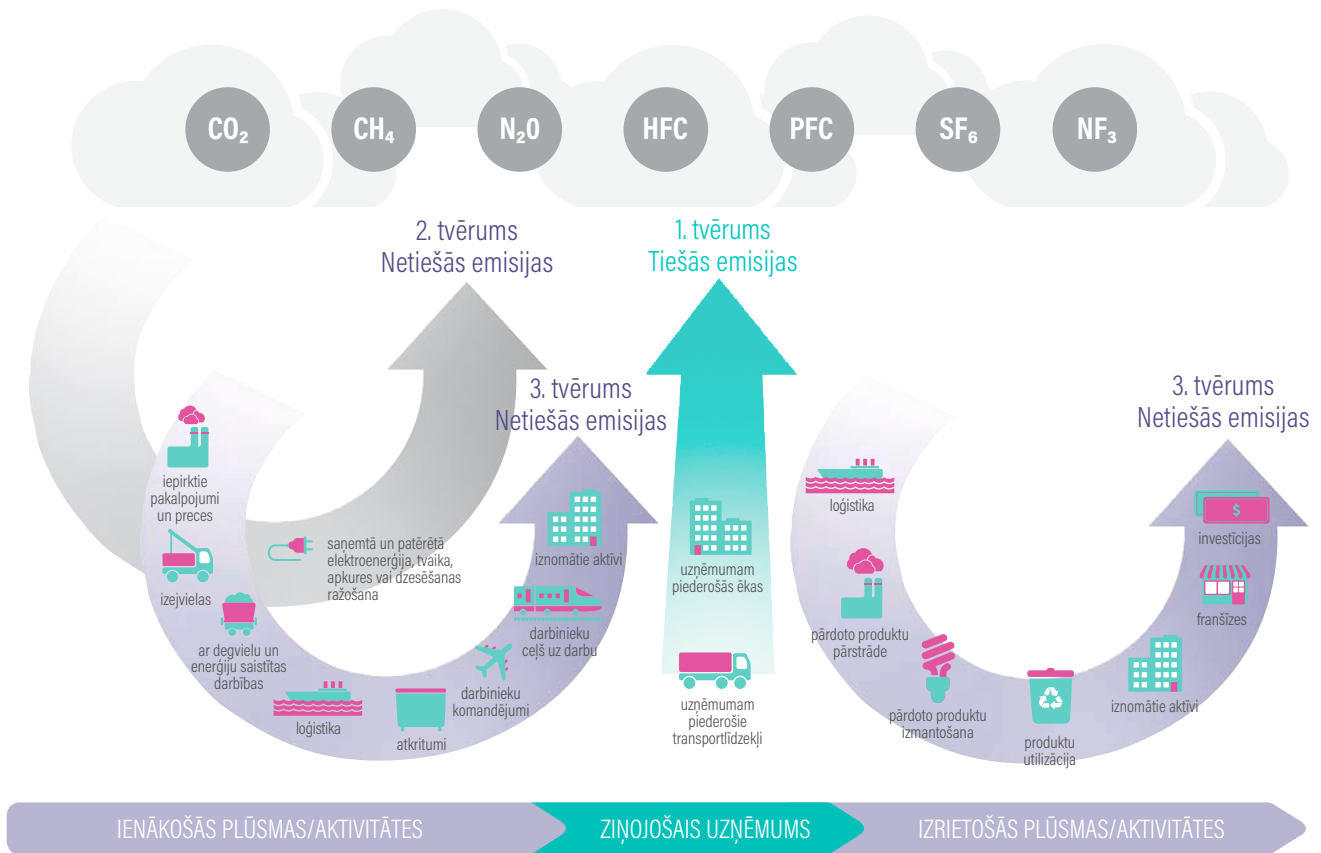 CO₂
CH₄
N₂O
HFC
PFC
SF₆
NF₃
2. tvērums
Netiešās emisijas
1. tvērums
Tiešās emisijas
3. tvērums
Netiešās emisijas
3. tvērums
Netiešās emisijas
iepirktie
pakalpojumi
un preces
izejvielas
ar degvielu un
enerģiju saistītas
darbības
loģistika
atkritumi
darbinieku
komandējumi
darbinieku
ceļš uz darbu
iznomātie aktīvi
saņemtā un patērētā
elektroenerģija, tvaika,
apkures vai dzesēšanas
ražošana
uzņēmumam
piederošās ēkas
uzņēmumam
piederošie
transportlīdzekļi
loģistika
pārdoto produktu
pārstrāde
pārdoto produktu
izmantošana
produktu
utilizācija
iznomātie aktīvi
franšīzes
$
investīcijas
IENĀKOŠĀS PLŪSMAS/AKTIVITĀTES
ZIŅOJOŠAIS UZŅĒMUMS
IZRIETOŠĀS PLŪSMAS/AKTIVITĀTES